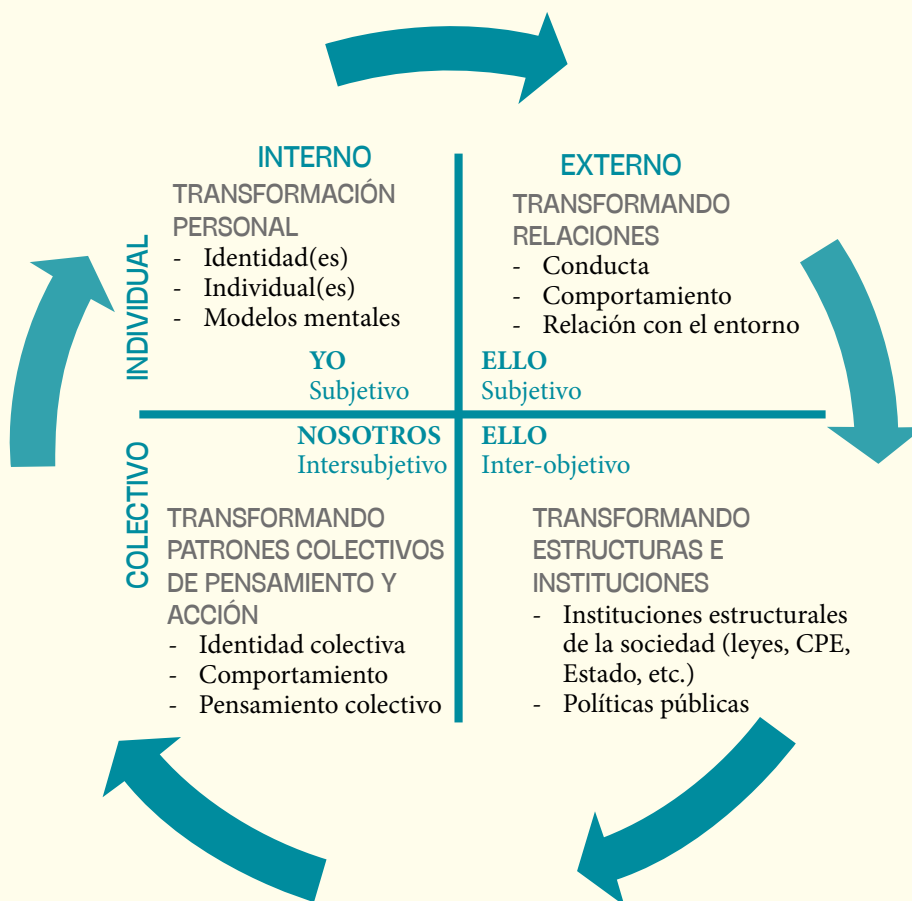 INTERNO
TRANSFORMACIÓN
PERSONAL
- Identidad(es)
- Individual(es)
- Modelos mentales
YO
Subjetivo
EXTERNO
TRANSFORMANDO
RELACIONES
- Conducta
- Comportamiento
- Relación con el entorno
ELLO
Subjetivo
INDIVIDUAL
COLECTIVO
NOSOTROS
Intersubjetivo
TRANSFORMANDO
PATRONES COLECTIVOS
DE PENSAMIENTO Y
ACCIÓN
- Identidad colectiva
- Comportamiento
- Pensamiento colectivo
ELLO
Inter-objetivo
TRANSFORMANDO
ESTRUCTURAS E
INSTITUCIONES
- Instituciones estructurales
de la sociedad (leyes, CPE,
Estado, etc.)
- Políticas públicas